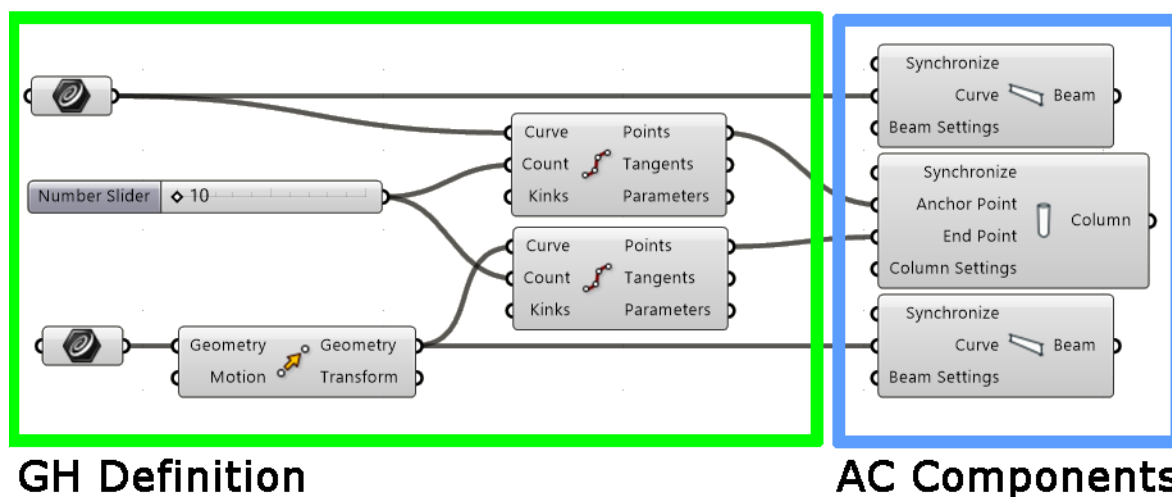 Synchronize
Curve Beam
Beam Settings
Curve Points
Count Tangents
Kinks Parameters
Number Slider 10
Synchronize
Anchor Point
Column
End Point
Column Settings
Curve Points
Count Tangents
Kinks Parameters
Geometry Geometry
Motion Transform
Synchronize
Curve Beam
Beam Settings
GH Definition
AC Components